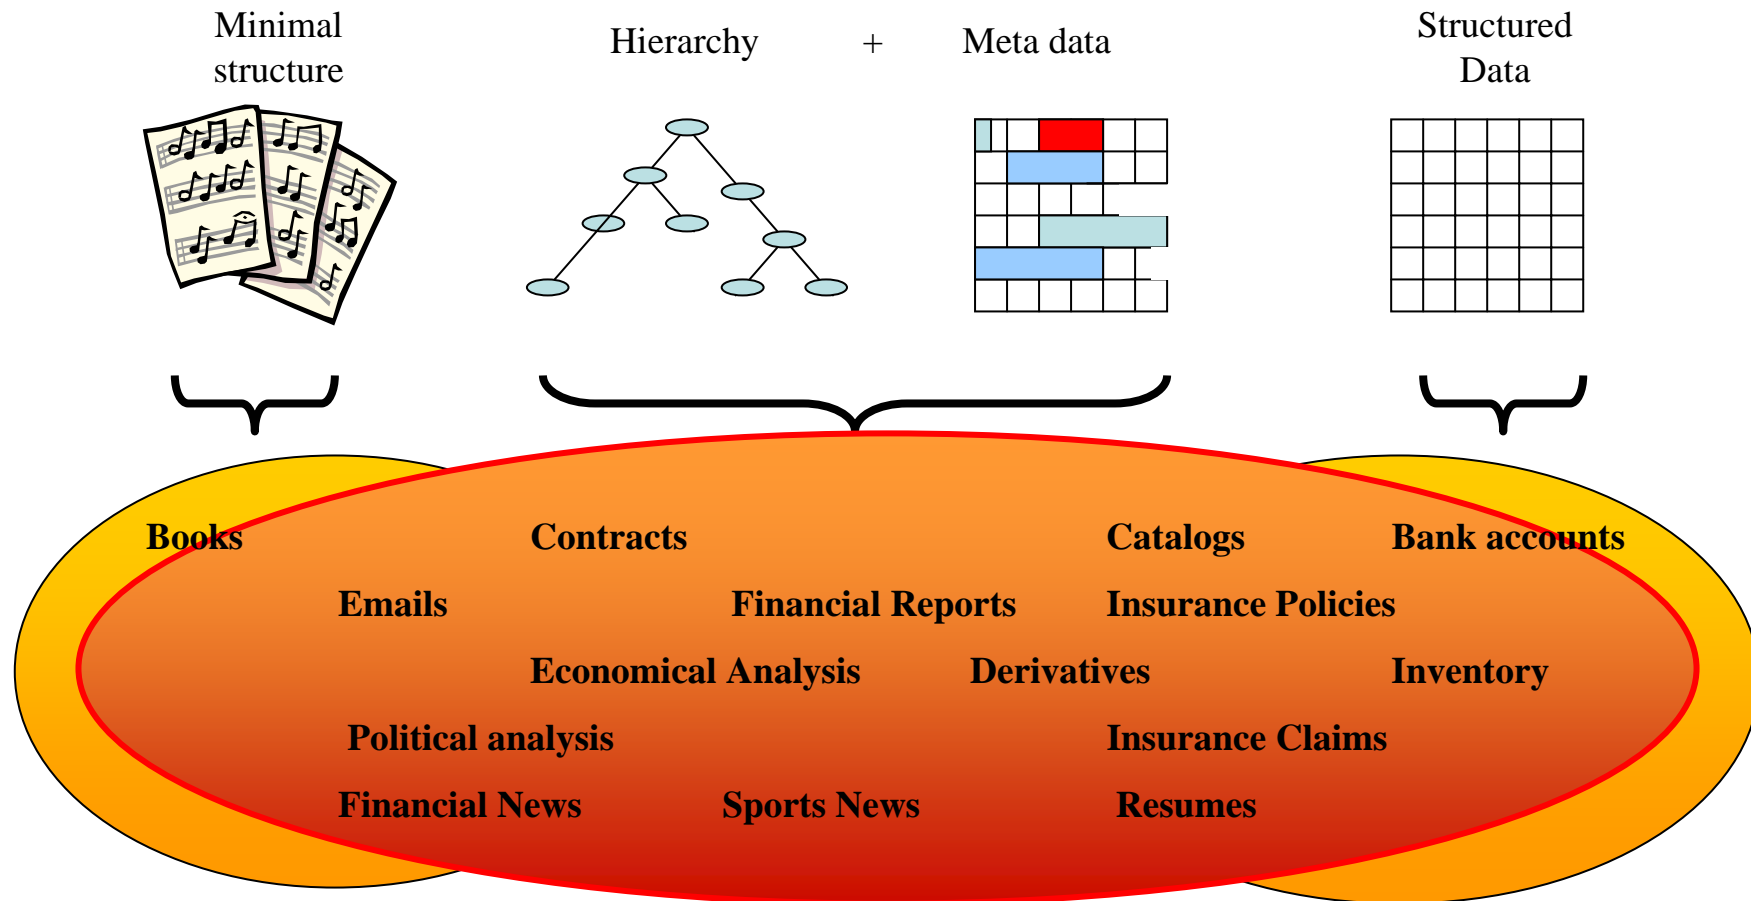 Minimal
structure
Hierarchy + Meta data
Structured
Data
Books Contracts Catalogs Bank accounts
Emails Financial Reports Insurance Policies
Economical Analysis Derivatives Inventory
Political analysis Insurance Claims
Financial News Sports News Resumes